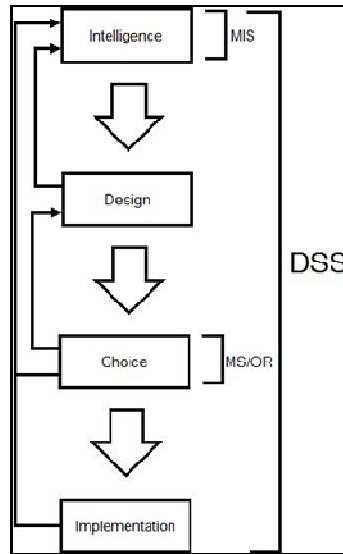 Intelligence
MIS
Design
DSS
Choice
MS/OR
Implementation